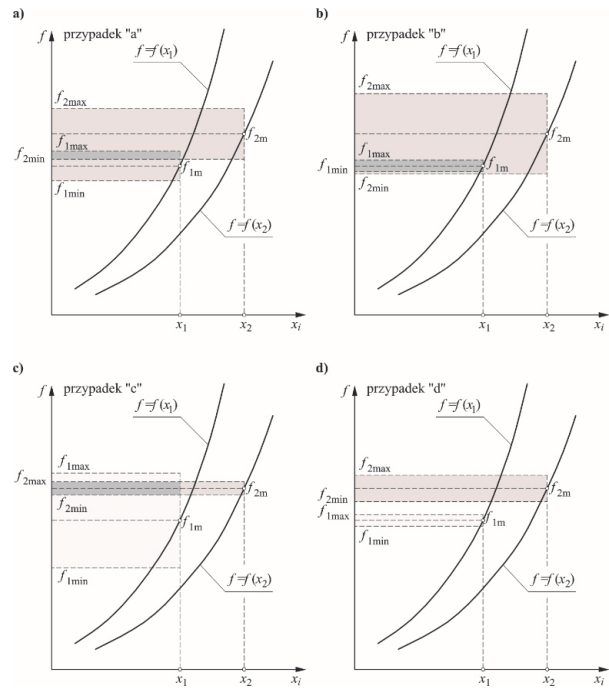 a)
f
przypadek "a"
f=f(x₁)
f₂max
f₁max
f₂min
f₁min
f₂m
f₁m
f=f(x₂)
x₁
x₂
xᵢ
b)
f
przypadek "b"
f=f(x₁)
f₂max
f₁max
f₁min
f₂min
f₂m
f₁m
f=f(x₂)
x₁
x₂
xᵢ
c)
f
przypadek "c"
f=f(x₁)
f₁max
f₂max
f₂min
f₁min
f₂m
f₁m
f=f(x₂)
x₁
x₂
xᵢ
d)
f
przypadek "d"
f=f(x₁)
f₂max
f₂min
f₁max
f₁min
f₂m
f₁m
f=f(x₂)
x₁
x₂
xᵢ